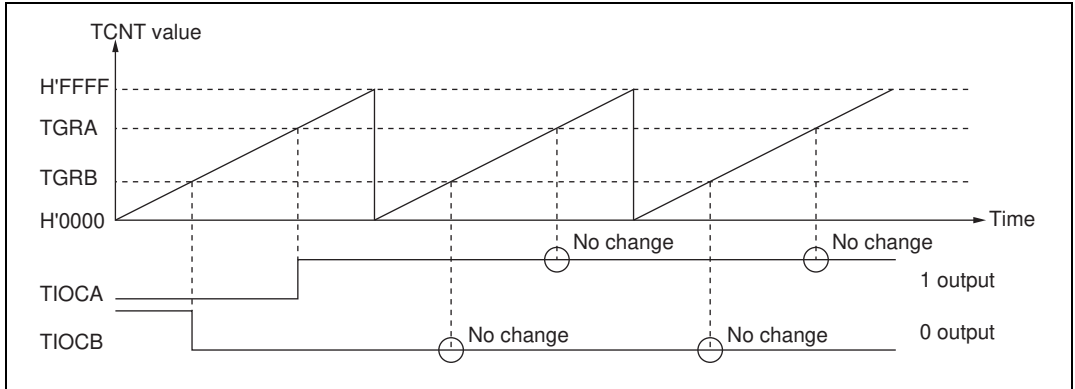 TCNT value
H'FFFF
TGRA
TGRB
H'0000
Time
No change
No change
1 output
TIOCA
No change
No change
0 output
TIOCB